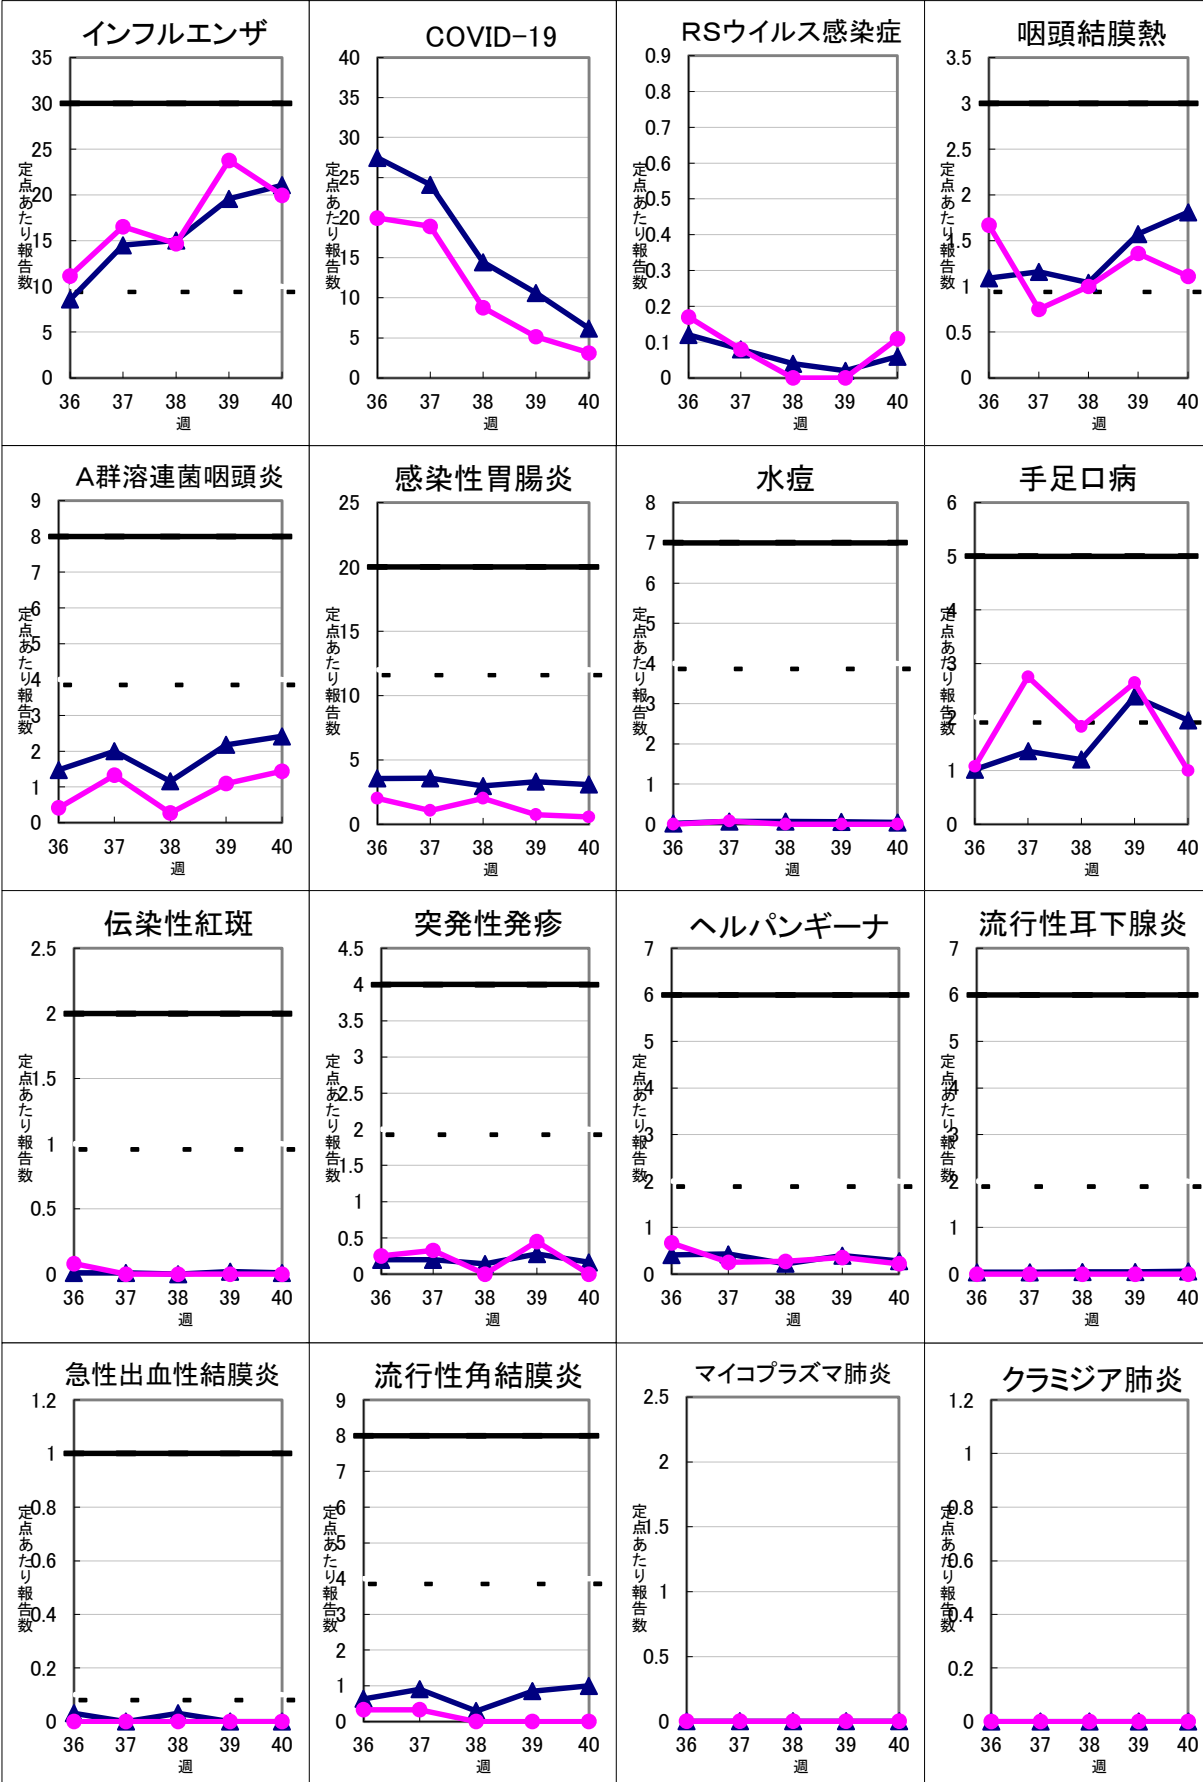 インフルエンザ
35
30
25
20
15
10
5
0
定点あたり報告数
36 37 38 39 40
週
COVID-19
40
35
30
25
20
15
10
5
0
定点あたり報告数
36 37 38 39 40
週
RSウイルス感染症
0.9
0.8
0.7
0.6
0.5
0.4
0.3
0.2
0.1
0
定点あたり報告数
36 37 38 39 40
週
咽頭結膜熱
3.5
3
2.5
2
1.5
1
0.5
0
定点あたり報告数
36 37 38 39 40
週
A群溶連菌咽頭炎
9
8
7
6
5
4
3
2
1
0
定点あたり報告数
36 37 38 39 40
週
感染性胃腸炎
25
20
15
10
5
0
定点あたり報告数
36 37 38 39 40
週
水痘
8
7
6
5
4
3
2
1
0
定点あたり報告数
36 37 38 39 40
週
手足口病
6
5
4
3
2
1
0
定点あたり報告数
36 37 38 39 40
週
伝染性紅斑
2.5
2
1.5
1
0.5
0
定点あたり報告数
36 37 38 39 40
週
突発性発疹
4.5
4
3.5
3
2.5
2
1.5
1
0.5
0
定点あたり報告数
36 37 38 39 40
週
ヘルパンギーナ
7
6
5
4
3
2
1
0
定点あたり報告数
36 37 38 39 40
週
流行性耳下腺炎
7
6
5
4
3
2
1
0
定点あたり報告数
36 37 38 39 40
週
急性出血性結膜炎
1.2
1
0.8
0.6
0.4
0.2
0
定点あたり報告数
36 37 38 39 40
週
流行性角結膜炎
9
8
7
6
5
4
3
2
1
0
定点あたり報告数
36 37 38 39 40
週
マイコプラズマ肺炎
2.5
2
1.5
1
0.5
0
定点あたり報告数
36 37 38 39 40
週
クラミジア肺炎
1.2
1
0.8
0.6
0.4
0.2
0
定点あたり報告数
36 37 38 39 40
週